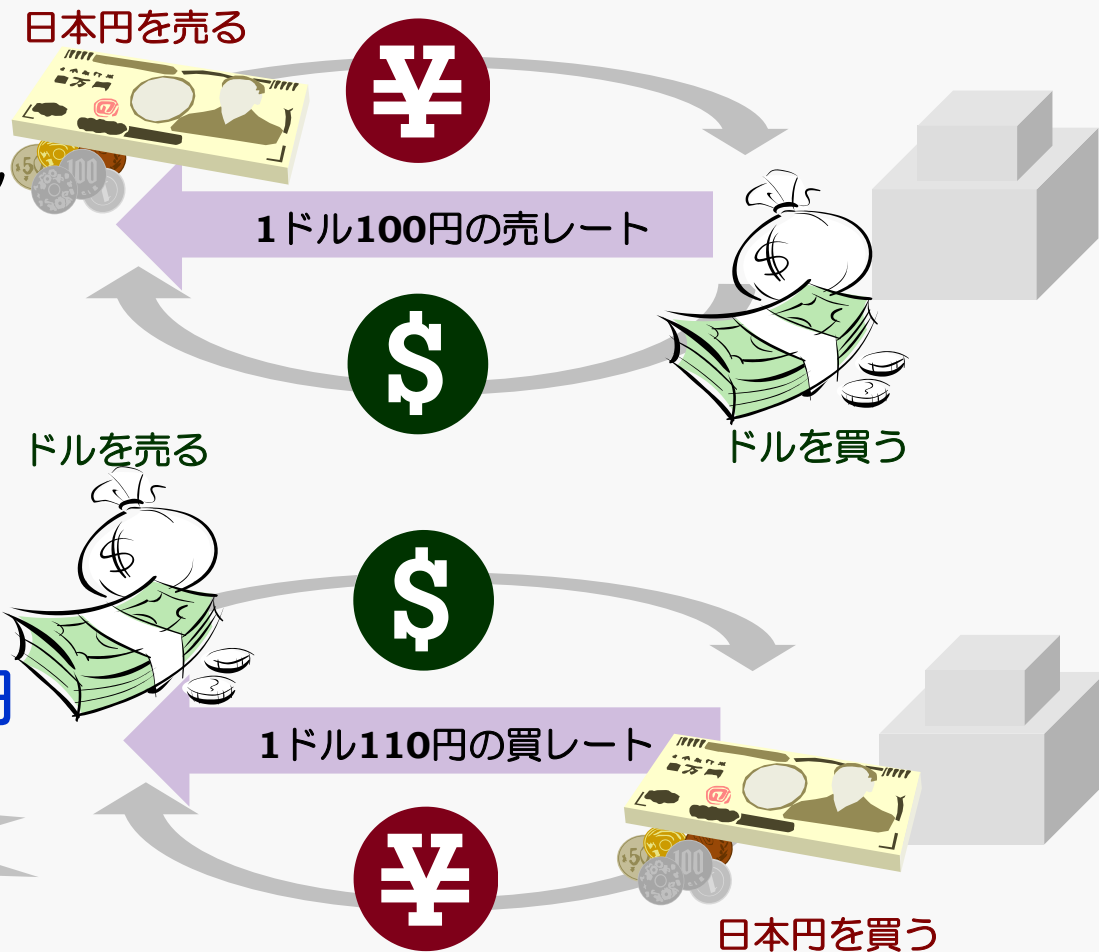 日本円を売る
¥
1ドル100円の売レート
$
ドルを買う
ドルを売る
$
円
1ドル110円の買レート
¥
日本円を買う